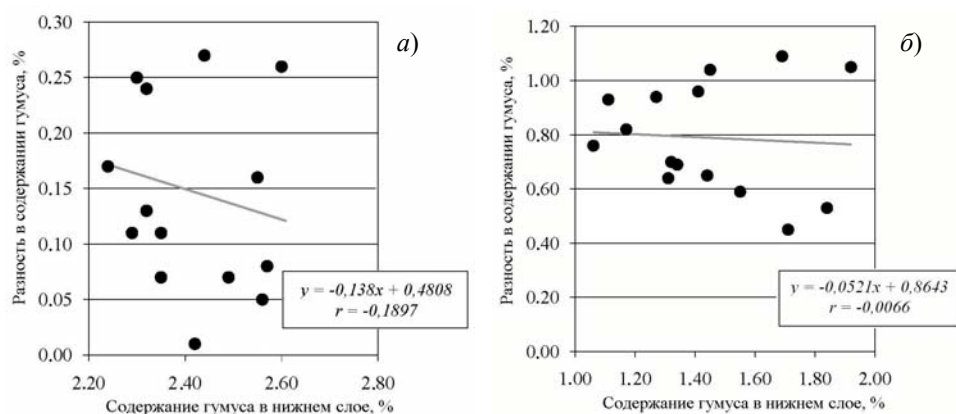 а)
Разность в содержании гумуса, %
0.30
0.25
0.20
0.15
0.10
0.05
0.00
y = -0,138x + 0,4808
r = -0,1897
2.20 2.40 2.60 2.80
Содержание гумуса в нижнем слое, %
б)
Разность в содержании гумуса, %
1.20
1.00
0.80
0.60
0.40
0.20
0.00
y = -0,0521x + 0,8643
r = -0,0066
1.00 1.20 1.40 1.60 1.80 2.00
Содержание гумуса в нижнем слое, %